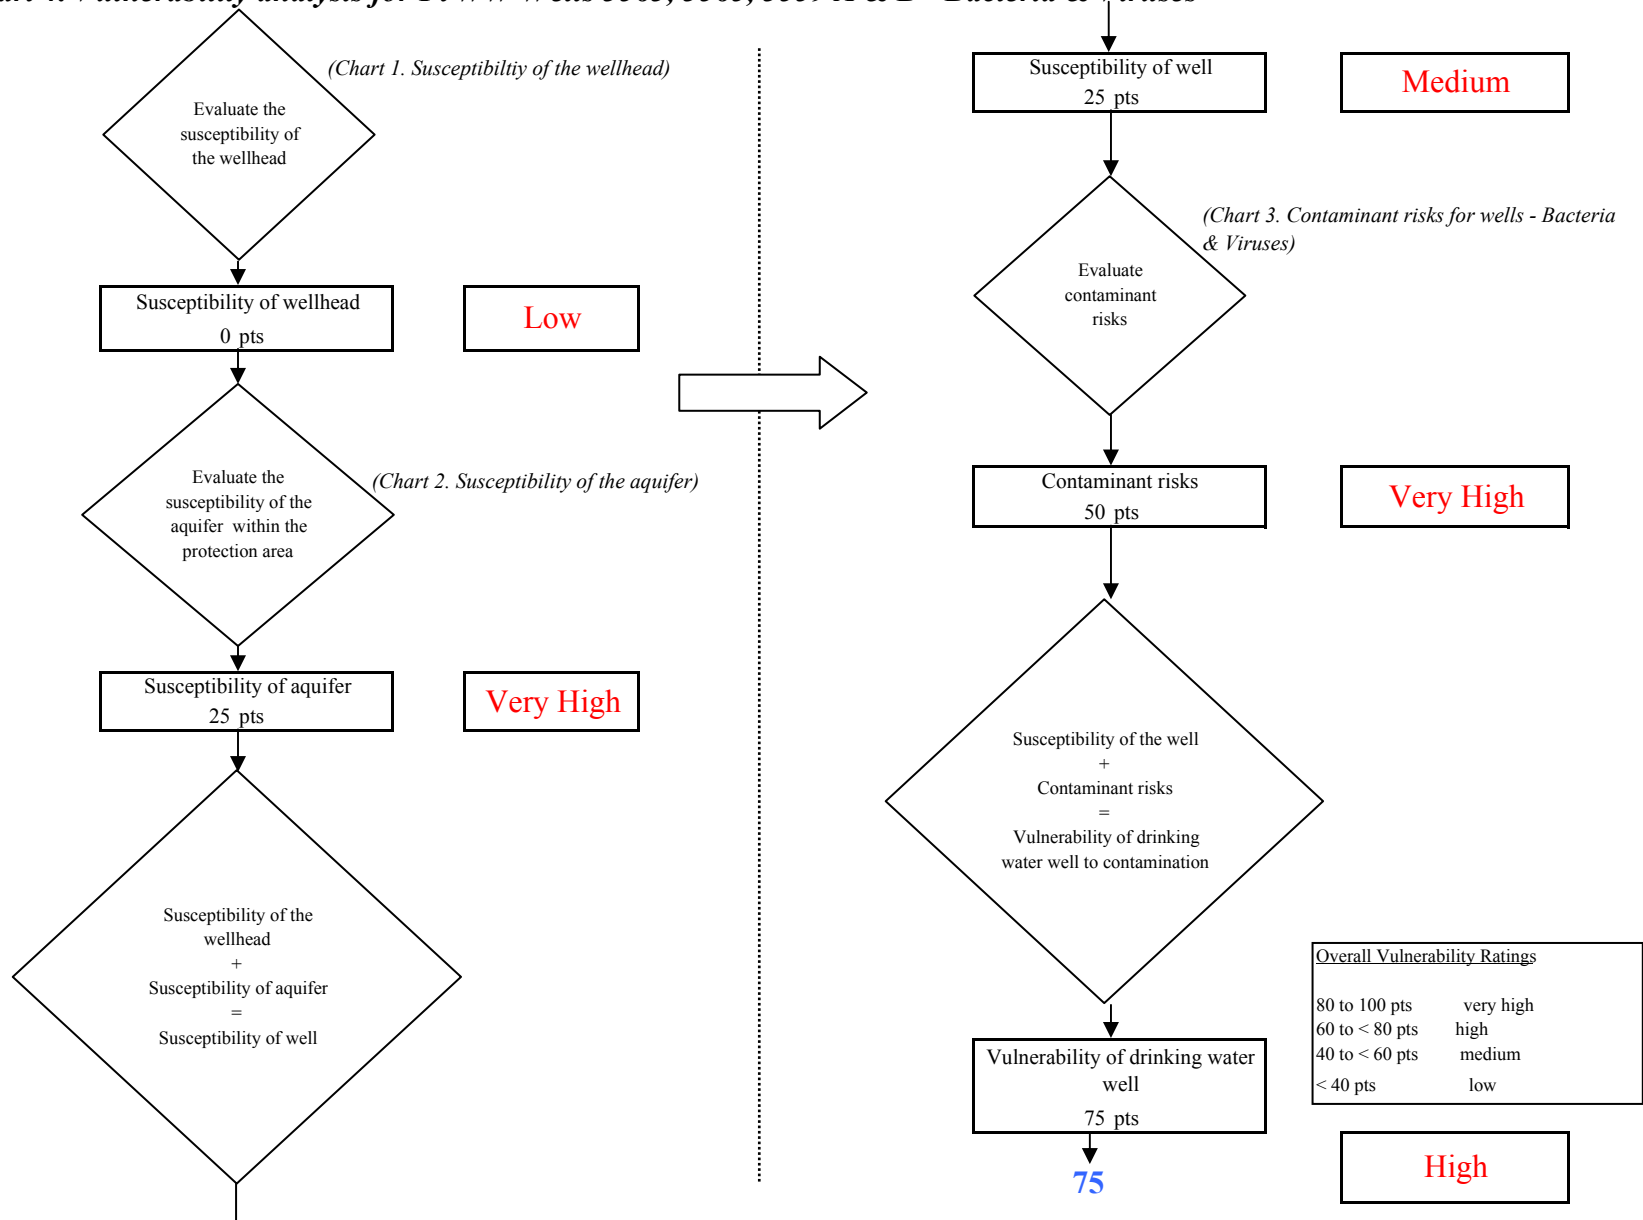 Vulnerability analysis for
- Bacteria & Viruses
(Chart 1. Susceptibiltiy of the wellhead)
Evaluate the
susceptibility of
the wellhead
Susceptibility of wellhead
0 pts
Low
Evaluate the
susceptibility of the
aquifer within the
protection area
(Chart 2. Susceptibility of the aquifer)
Susceptibility of aquifer
25 pts
Very High
Susceptibility of the
wellhead
+
Susceptibility of aquifer
=
Susceptibility of well
Susceptibility of well
25 pts
Medium
(Chart 3. Contaminant risks for wells - Bacteria
& Viruses)
Evaluate
contaminant
risks
Contaminant risks
50 pts
Very High
Susceptibility of the well
+
Contaminant risks
=
Vulnerability of drinking
water well to contamination
Overall Vulnerability Ratings
80 to 100 pts very high
60 to < 80 pts high
40 to < 60 pts medium
< 40 pts low
Vulnerability of drinking water
well
75 pts
75
High